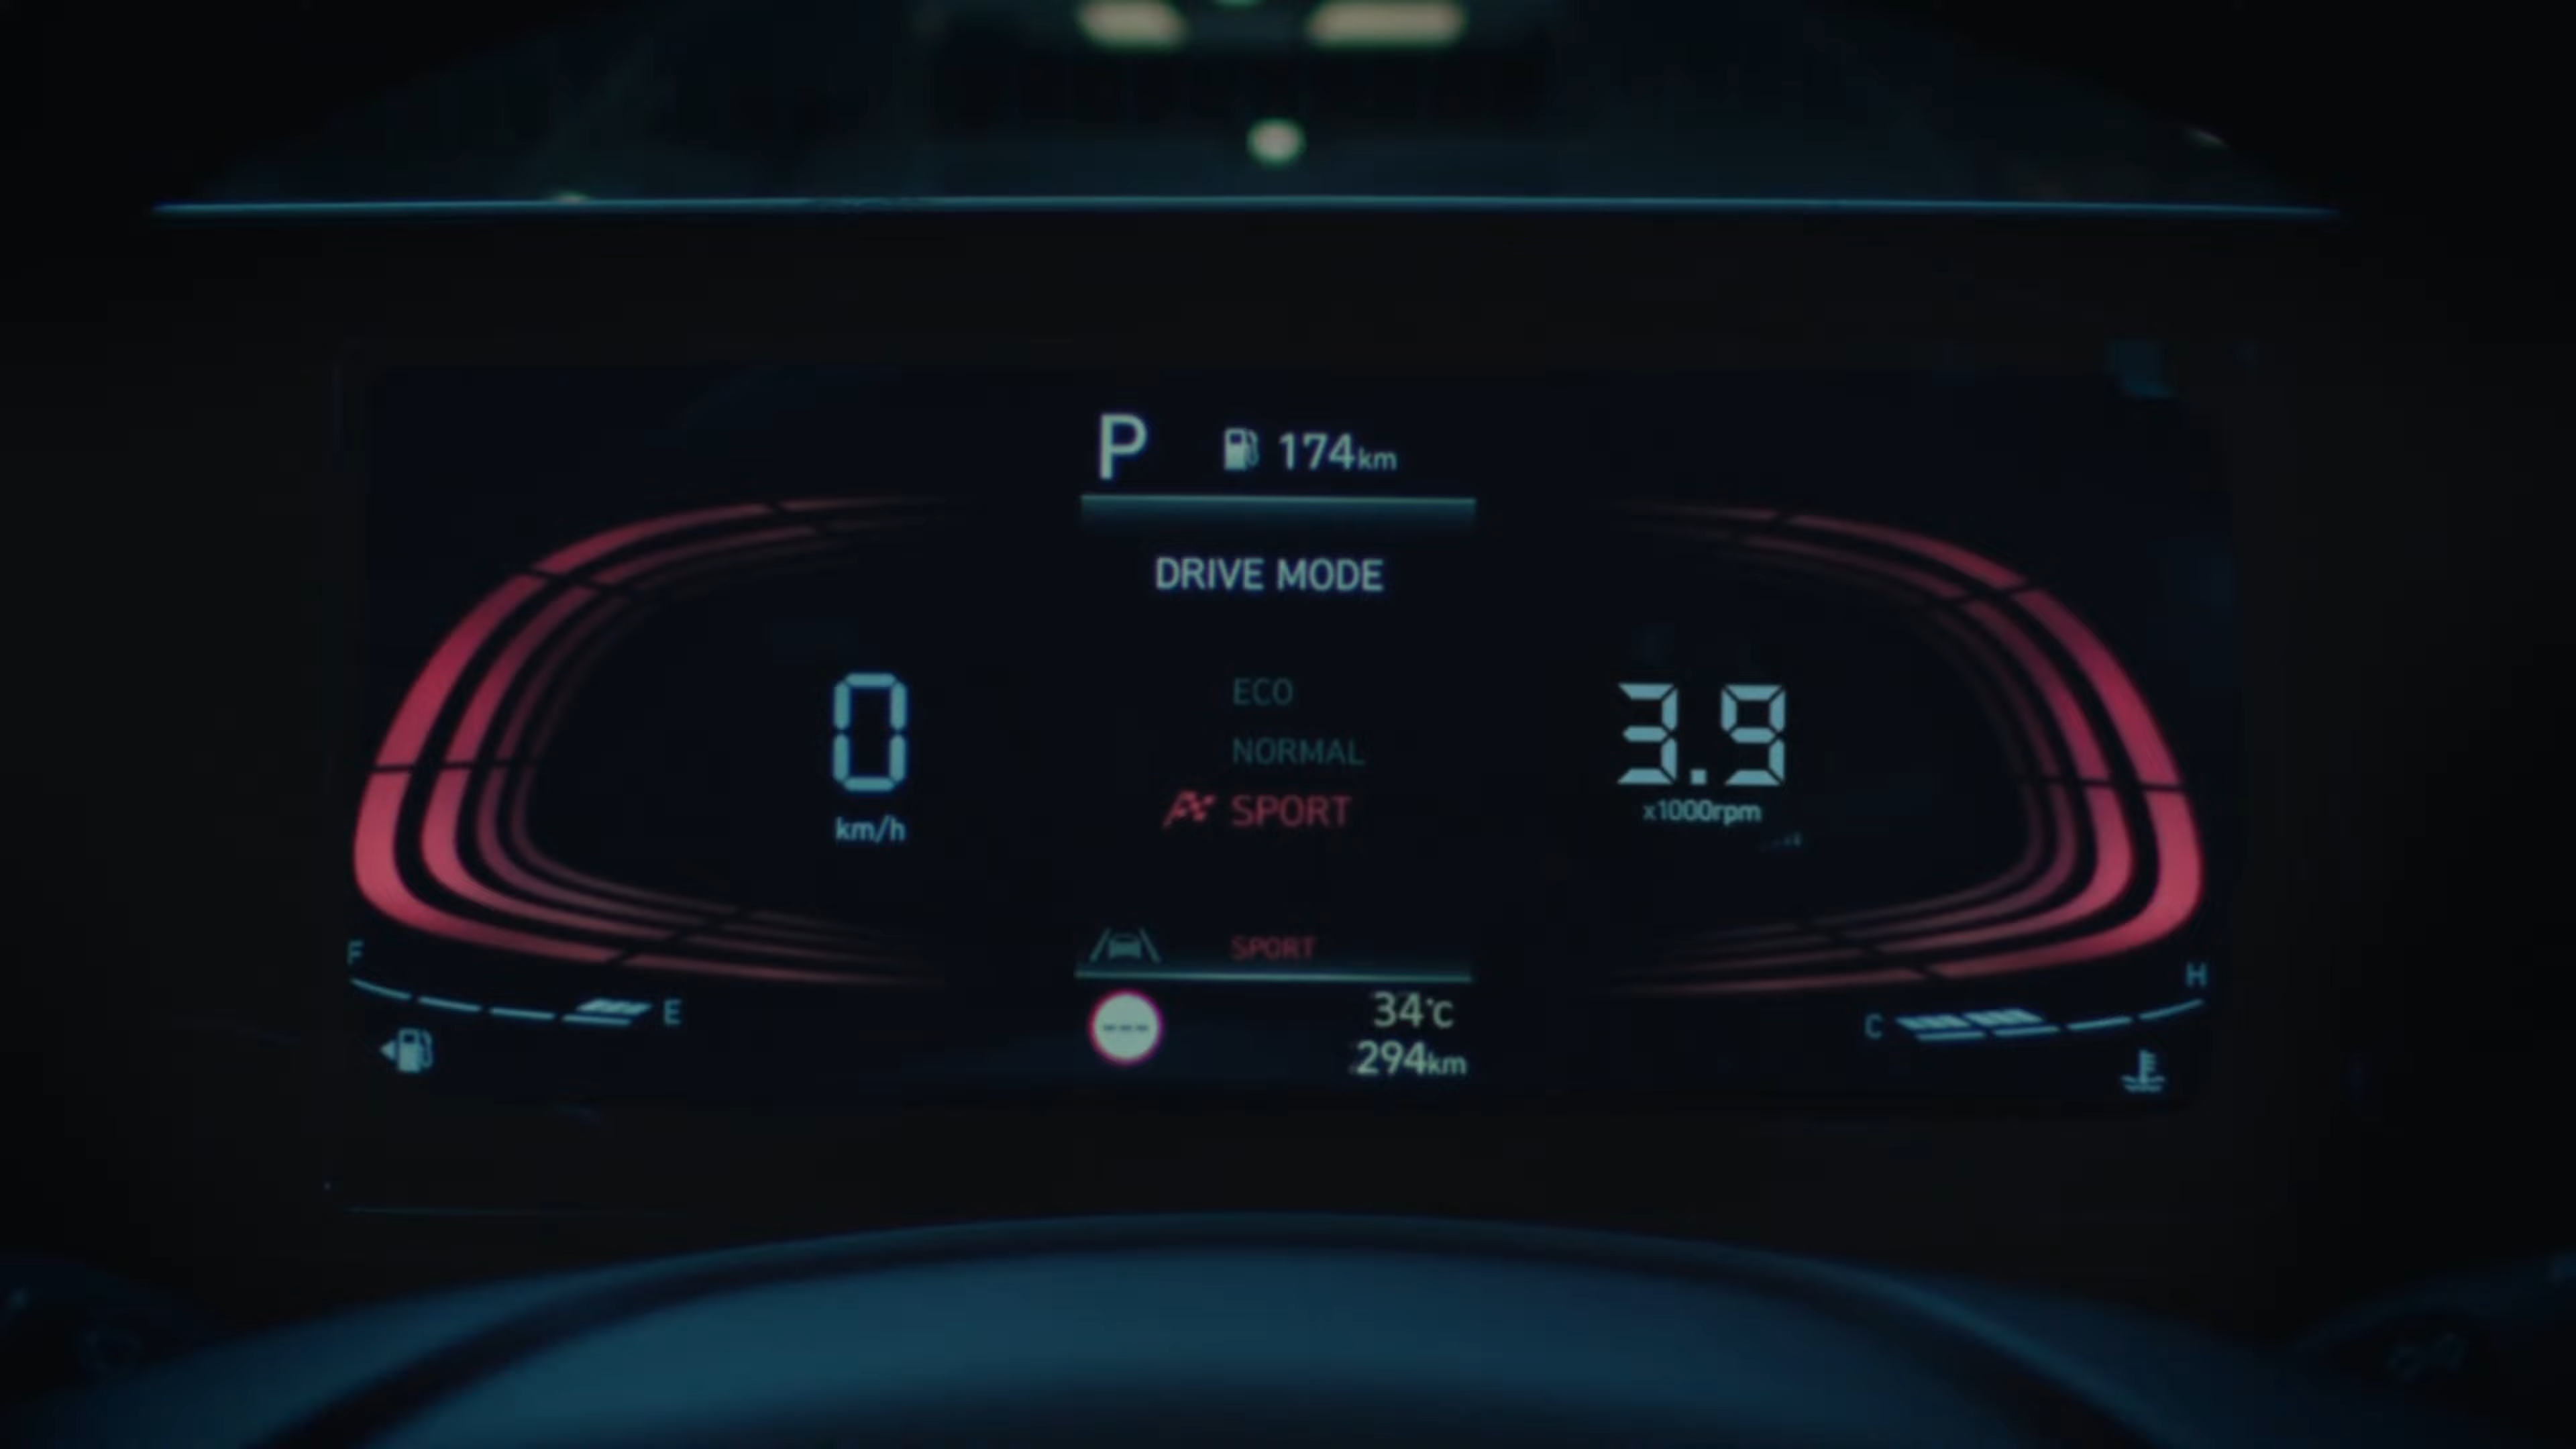 P 174km
DRIVE MODE
ECO
NORMAL
SPORT
0
km/h
3.9
x1000rpm
SPORT
F
E
C
H
---
34°C
294km